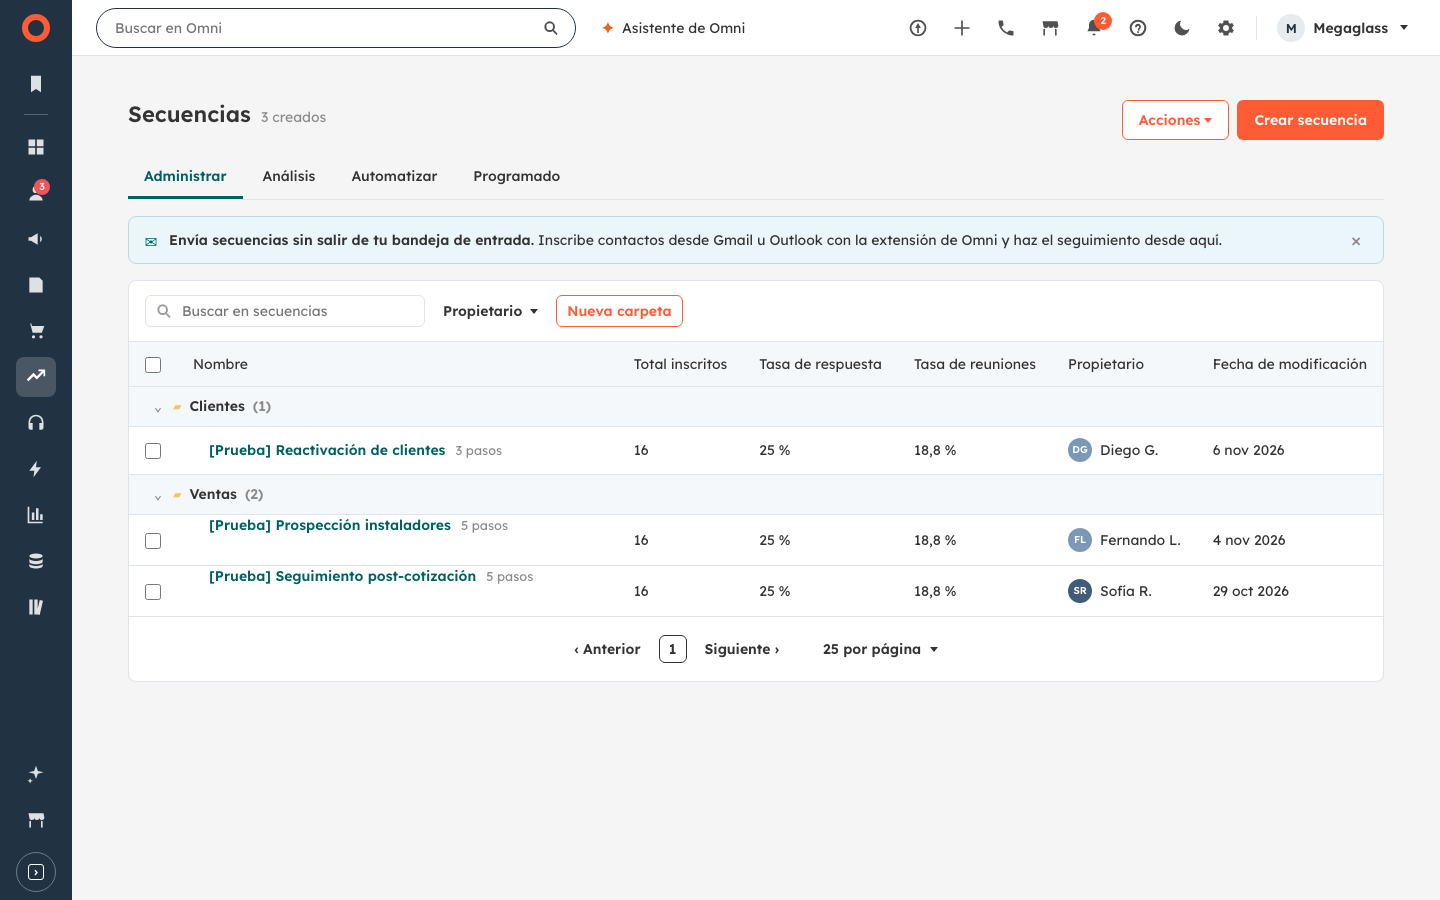 Buscar en Omni
Asistente de Omni
2
M Megaglass
3
Secuencias 3 creados
Acciones
Crear secuencia
Administrar Análisis Automatizar Programado
Envía secuencias sin salir de tu bandeja de entrada. Inscribe contactos desde Gmail u Outlook con la extensión de Omni y haz el seguimiento desde aquí.
Buscar en secuencias Propietario Nueva carpeta
Nombre Total inscritos Tasa de respuesta Tasa de reuniones Propietario Fecha de modificación
Clientes (1)
[Prueba] Reactivación de clientes 3 pasos 16 25 % 18,8 % DG Diego G. 6 nov 2026
Ventas (2)
[Prueba] Prospección instaladores 5 pasos 16 25 % 18,8 % FL Fernando L. 4 nov 2026
[Prueba] Seguimiento post-cotización 5 pasos 16 25 % 18,8 % SR Sofía R. 29 oct 2026
‹ Anterior 1 Siguiente › 25 por página